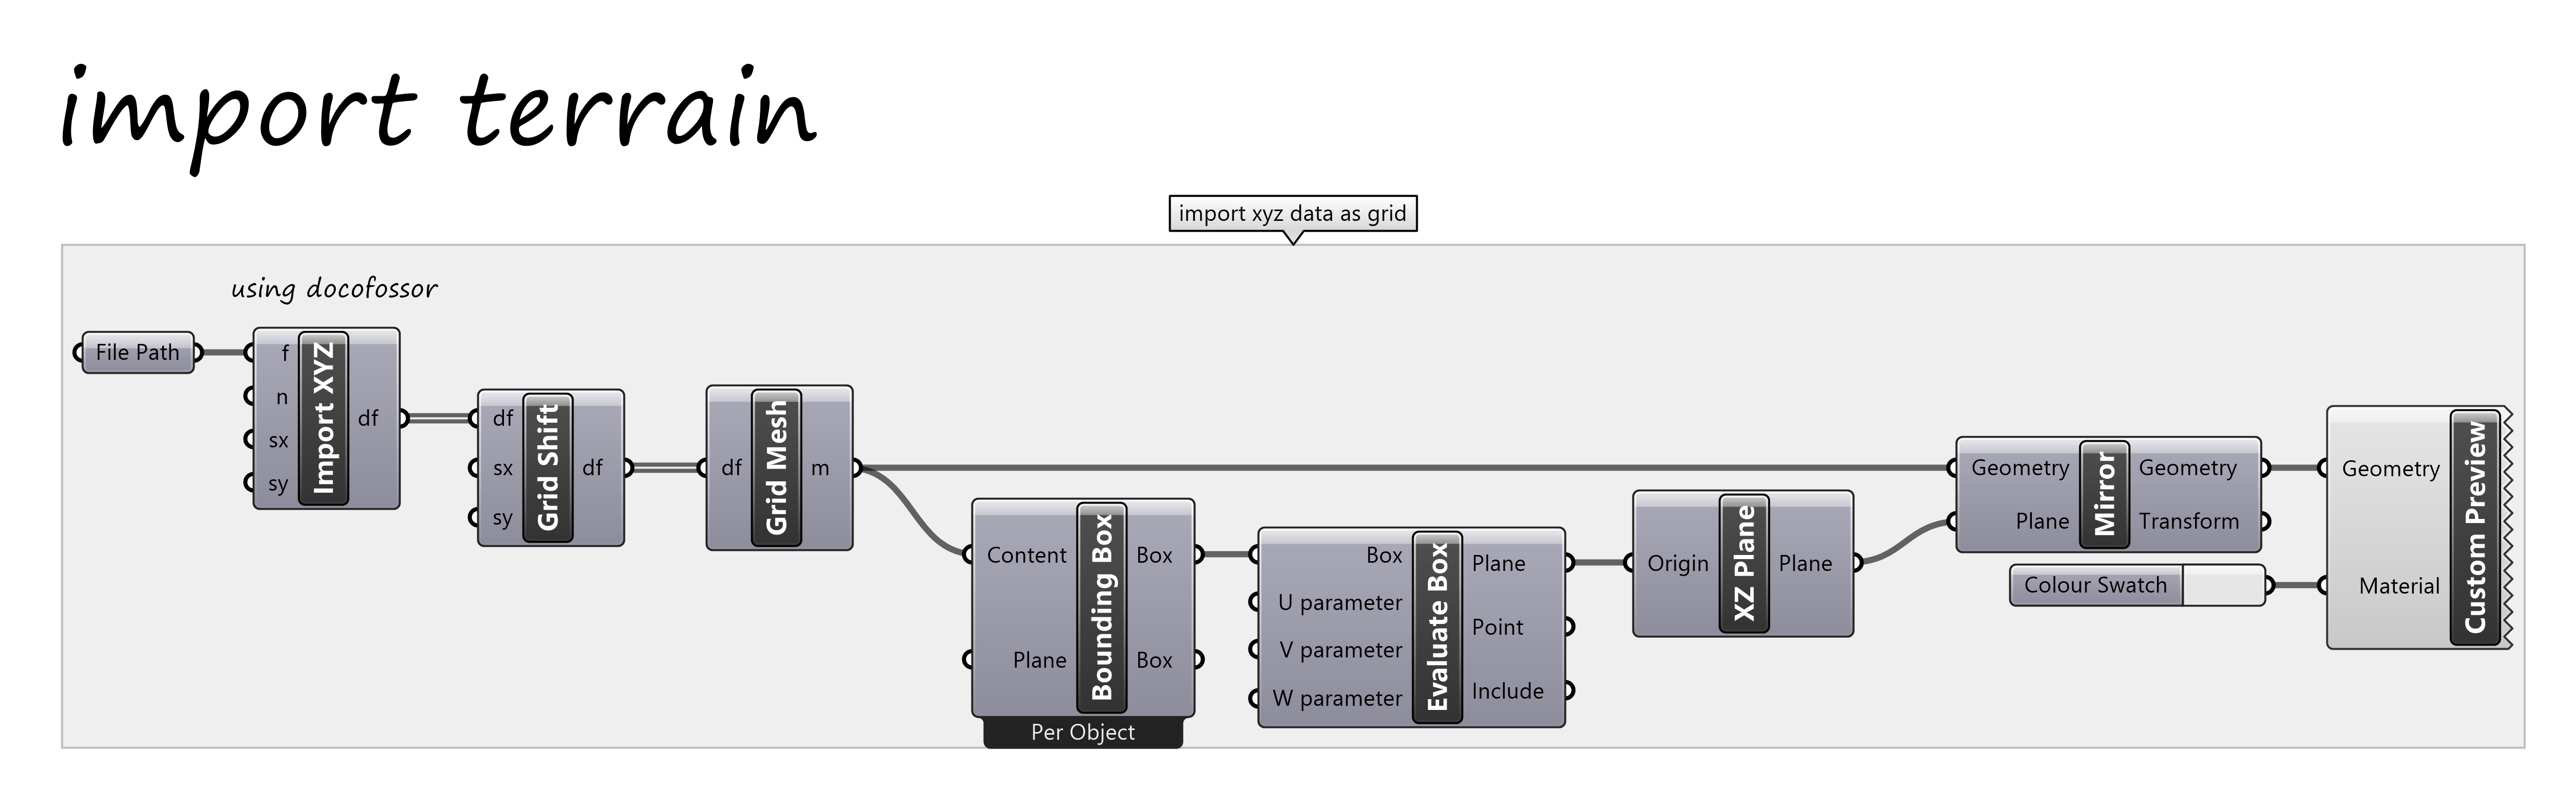 import terrain
import xyz data as grid
using docofossor
File Path
f
n
sx
sy
Import XYZ
df
df
sx
sy
Grid Shift
df
df
Grid Mesh
m
Content
Plane
Bounding Box
Box
Box
Per Object
Box
U parameter
V parameter
W parameter
Evaluate Box
Plane
Point
Include
Origin
XZ Plane
Plane
Geometry
Plane
Mirror
Geometry
Transform
Colour Swatch
Geometry
Material
Custom Preview